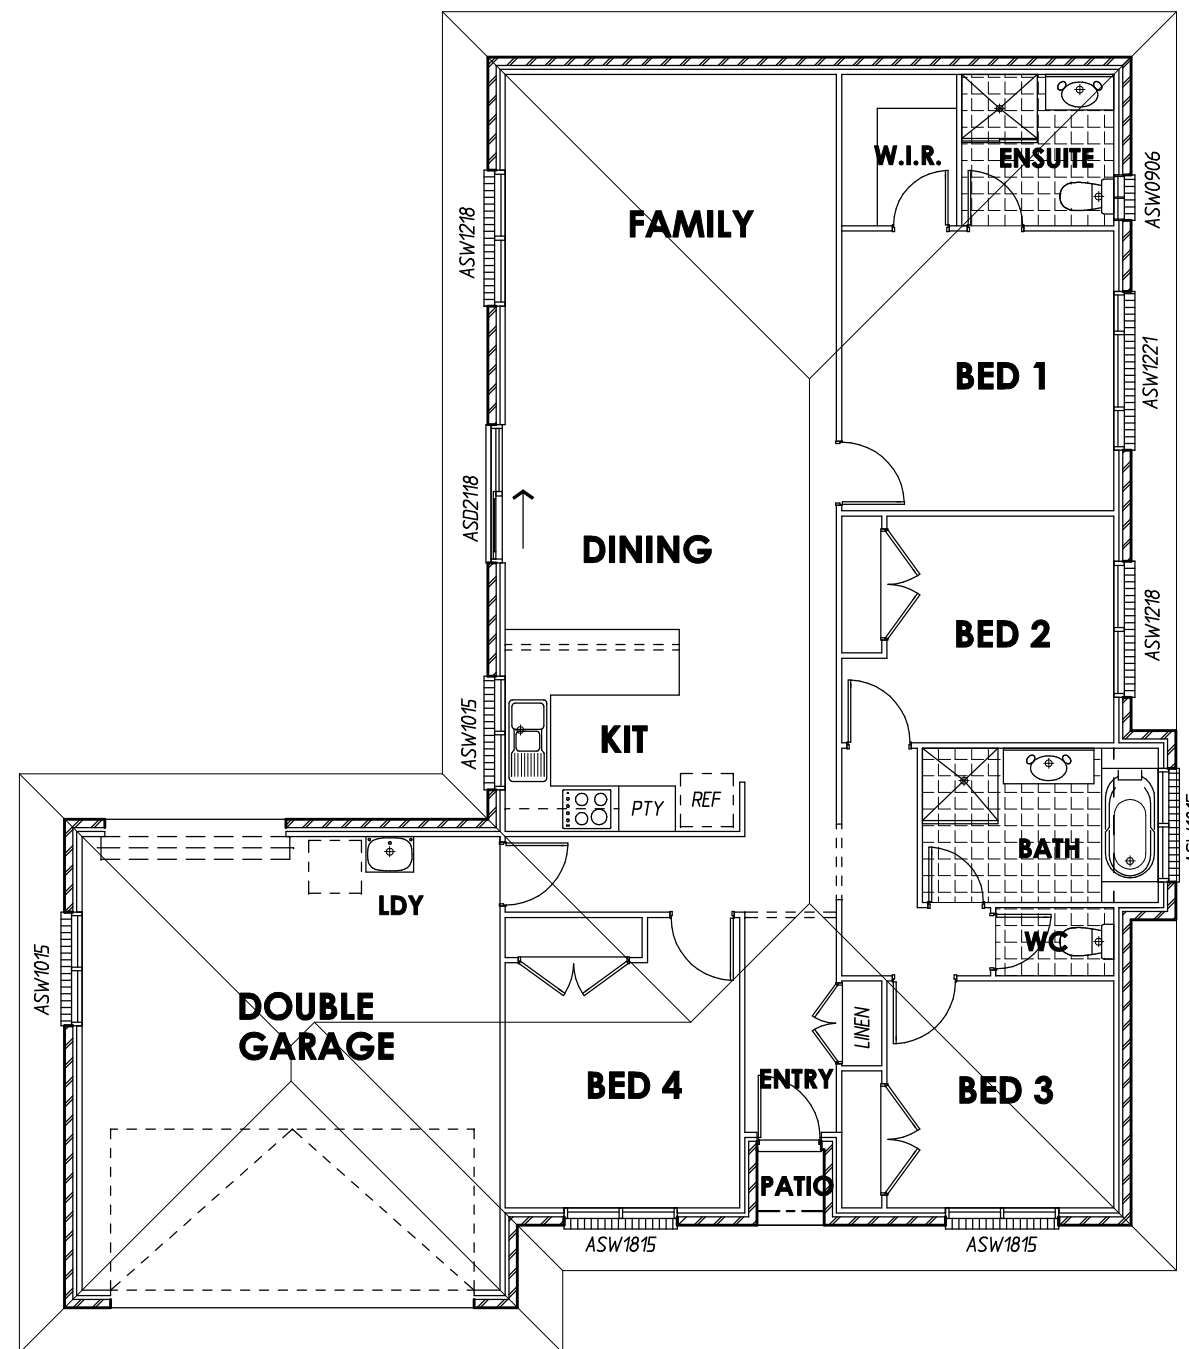 W.I.R.
ENSUITE
ASW0906
FAMILY
ASW1218
BED 1
ASW1221
ASD2118
DINING
BED 2
ASW1218
KIT
ASW1015
PTY
REF
BATH
LDY
WC
ASW1015
DOUBLE
GARAGE
LINEN
BED 4
ENTRY
BED 3
PATIO
ASW1815
ASW1815